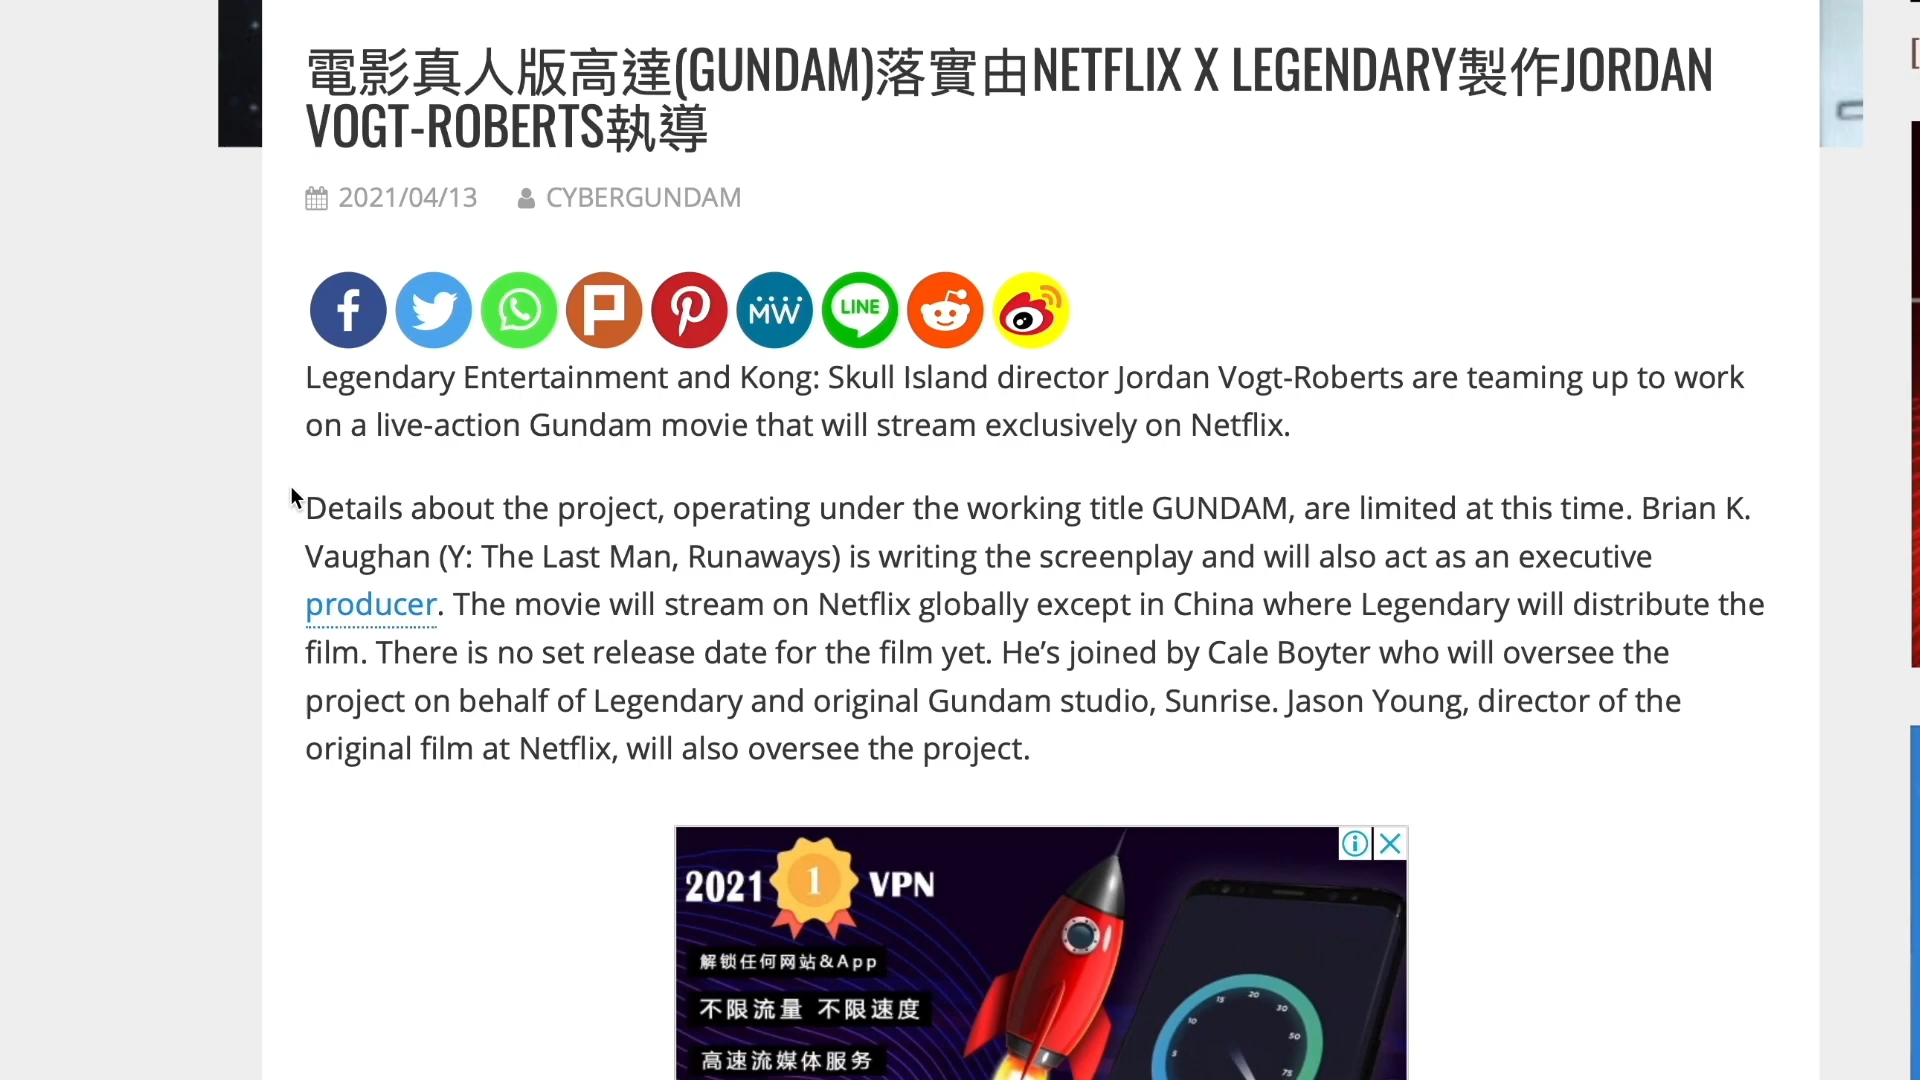 電影真人版高達(GUNDAM)落實由NETFLIX X LEGENDARY製作JORDAN
VOGT-ROBERTS執導
2021/04/13 CYBERGUNDAM
MW LINE
Legendary Entertainment and Kong: Skull Island director Jordan Vogt-Roberts are teaming up to work
on a live-action Gundam movie that will stream exclusively on Netflix.
Details about the project, operating under the working title GUNDAM, are limited at this time. Brian K.
Vaughan (Y: The Last Man, Runaways) is writing the screenplay and will also act as an executive
producer. The movie will stream on Netflix globally except in China where Legendary will distribute the
film. There is no set release date for the film yet. He’s joined by Cale Boyter who will oversee the
project on behalf of Legendary and original Gundam studio, Sunrise. Jason Young, director of the
original film at Netflix, will also oversee the project.
2021 1 VPN
解锁任何网站&App
不限流量 不限速度
高速流媒体服务
5 10 15 20 30 50 75